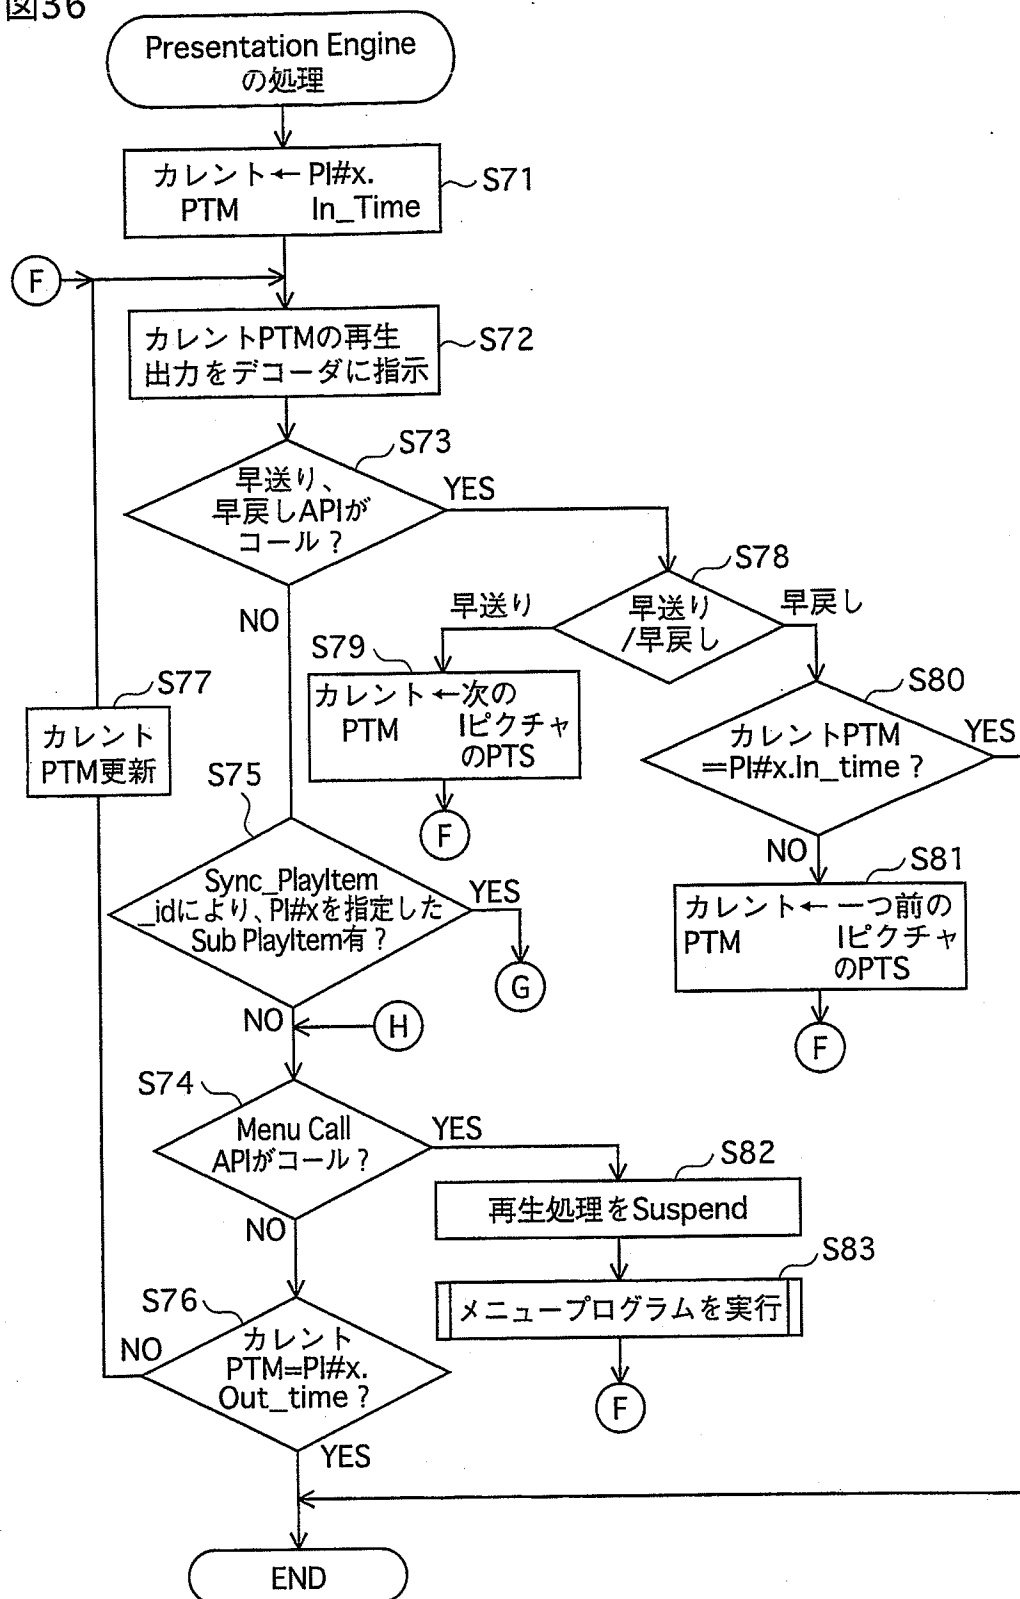 図36
Presentation Engine
の処理
カレント← PI#x.
PTM In_Time
S71
F
カレントPTMの再生
出力をデコーダに指示
S72
S73
早送り、
早戻しAPIが
コール？
YES
NO
S78
早送り
/早戻し
早送り
早戻し
S79
カレント←次の
PTM Iピクチャ
のPTS
F
S80
カレントPTM
=PI#x.In_time？
YES
NO
S81
カレント← 一つ前の
PTM Iピクチャ
のPTS
F
S77
カレント
PTM更新
S75
Sync_PlayItem
_idにより、PI#xを指定した
Sub PlayItem有？
YES
G
NO
H
S74
Menu Call
APIがコール？
YES
NO
S82
再生処理をSuspend
S83
メニュープログラムを実行
F
S76
カレント
PTM=PI#x.
Out_time？
NO
YES
END